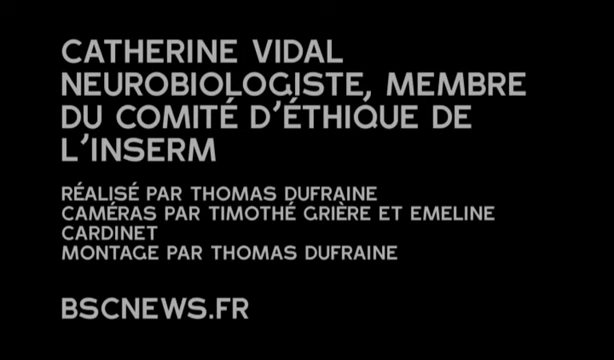 CATHERINE VIDAL
NEUROBIOLOGISTE, MEMBRE
DU COMITÉ D'ÉTHIQUE DE
L'INSERM
RÉALISÉ PAR THOMAS DUFRAINE
CAMÉRAS PAR TIMOTHÉ GRIÈRE ET EMELINE
CARDINET
MONTAGE PAR THOMAS DUFRAINE
BSCNEWS.FR